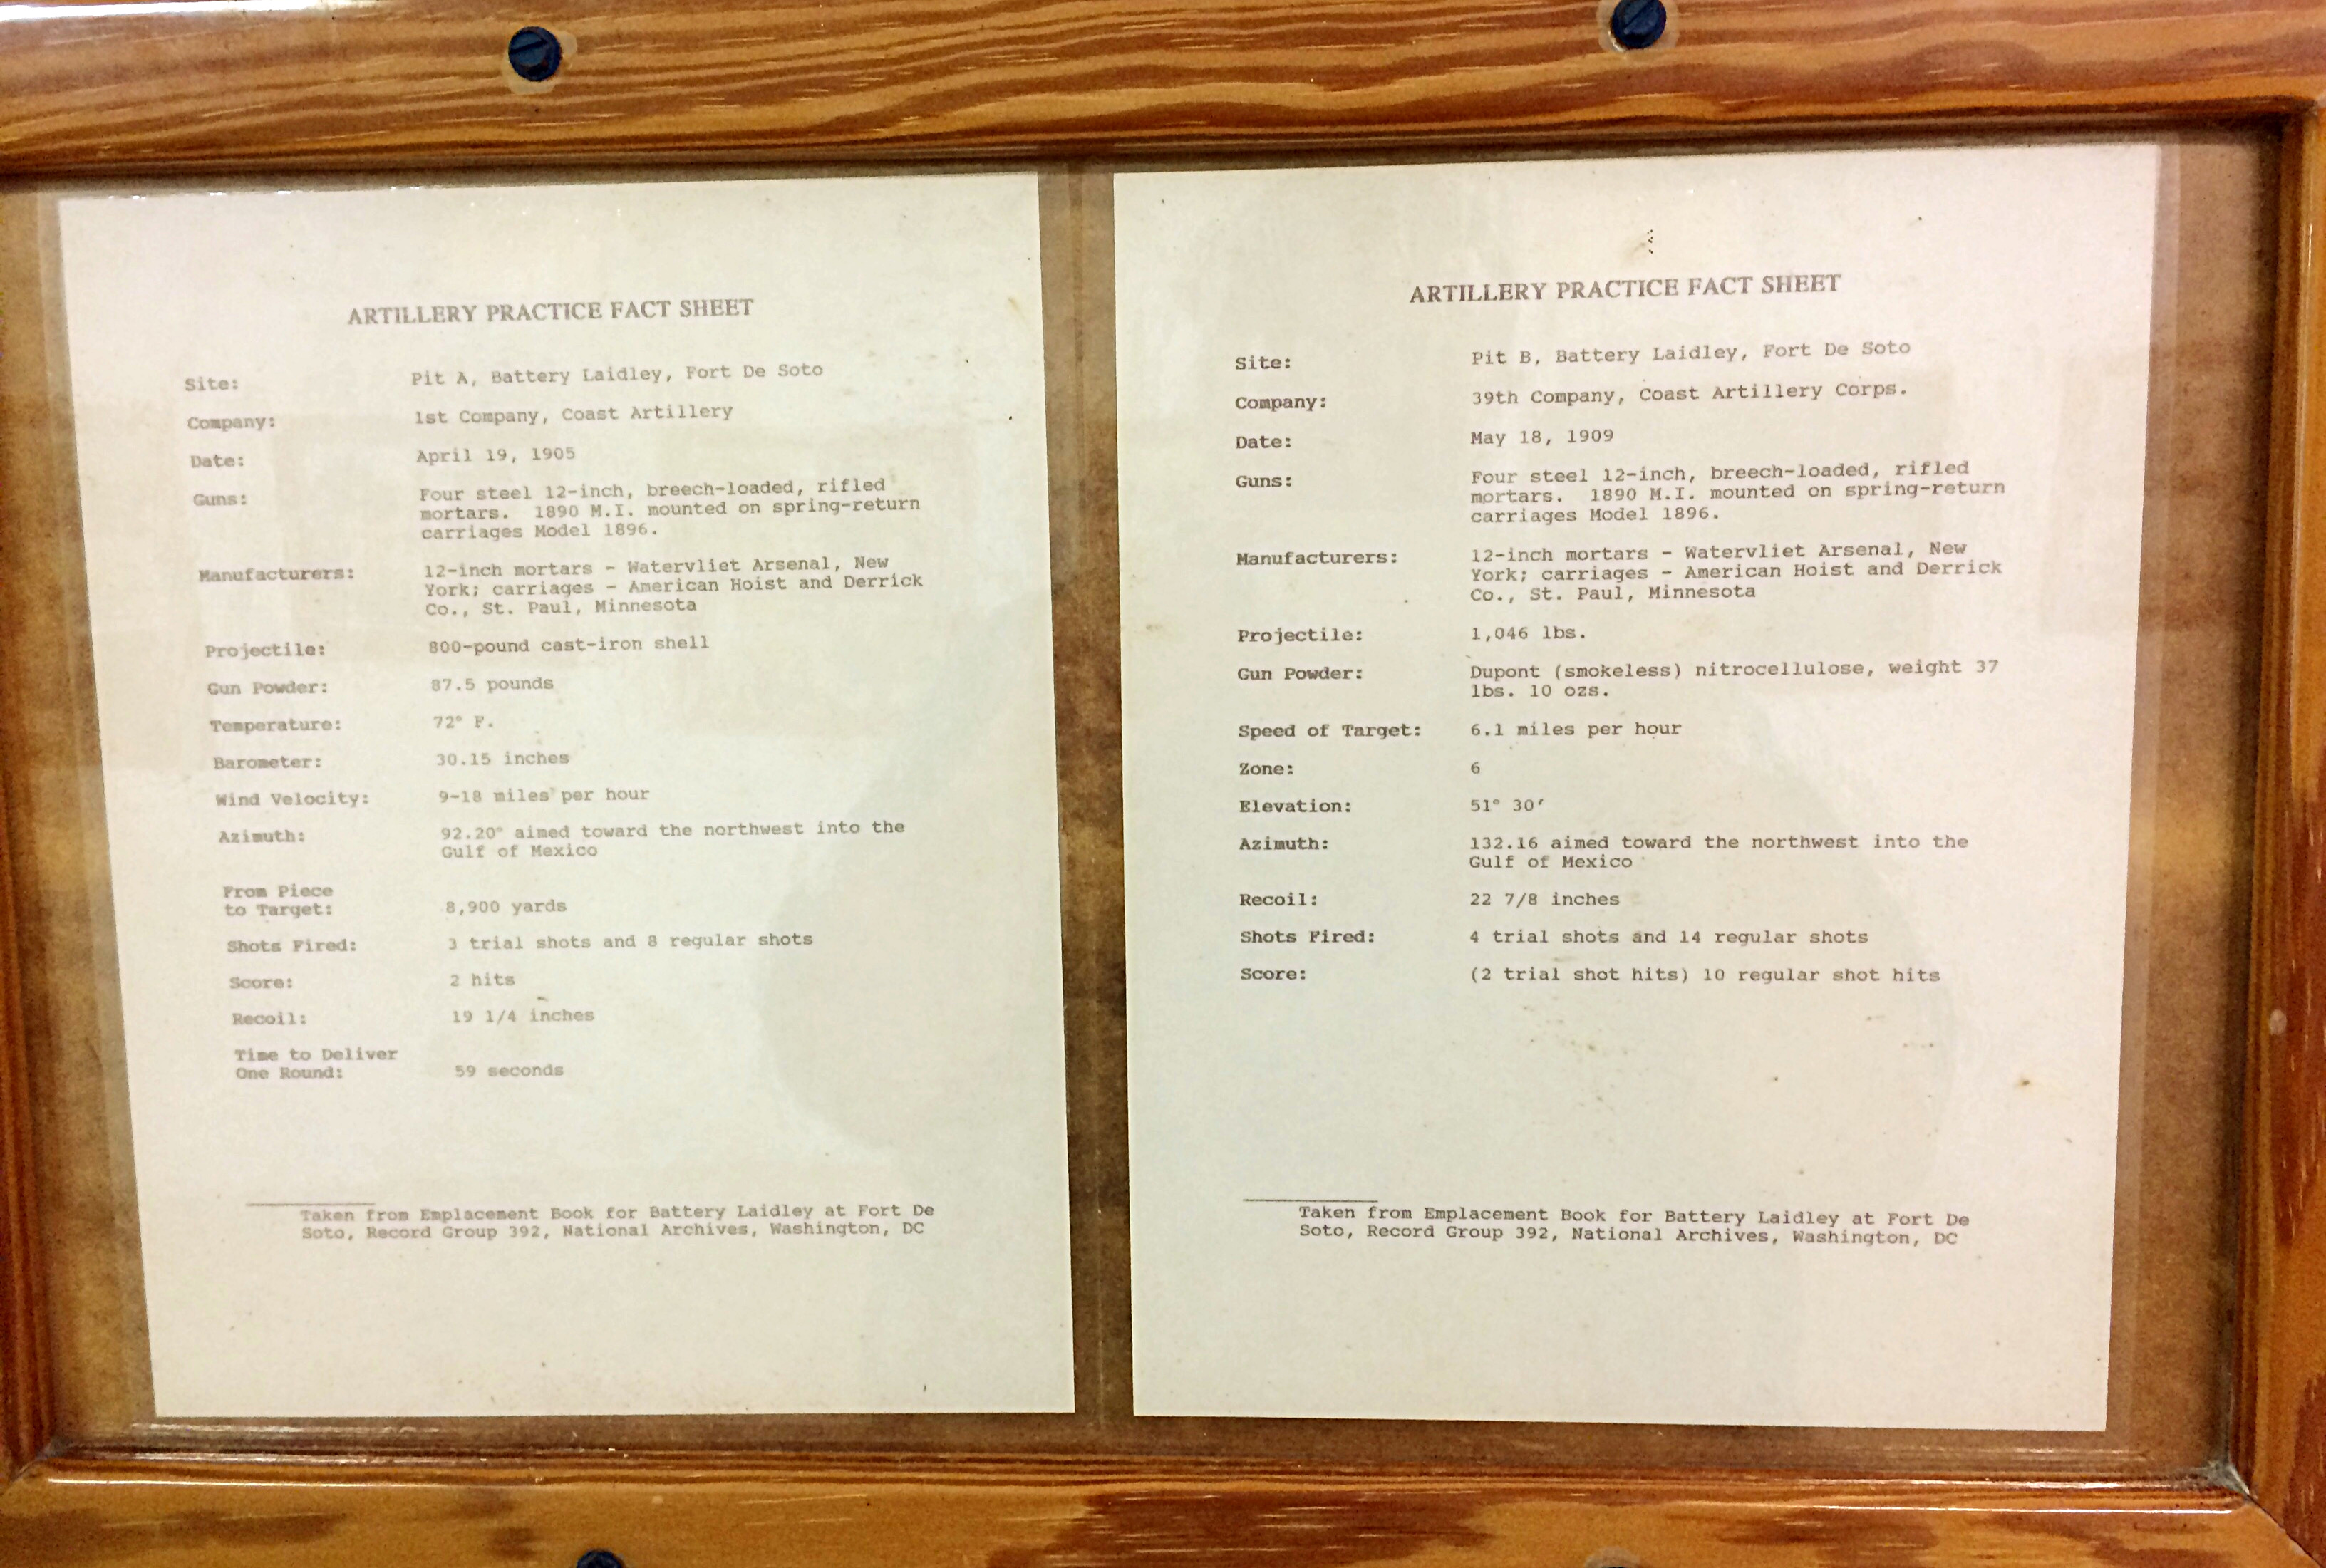 ARTILLERY PRACTICE FACT SHEET
Site: Pit A, Battery Laidley, Fort De Soto
Company: 1st Company, Coast Artillery
Date: April 19, 1905
Guns: Four steel 12-inch, breech-loaded, rifled
mortars. 1890 M.I. mounted on spring-return
carriages Model 1896.
Manufacturers: 12-inch mortars - Watervliet Arsenal, New
York; carriages - American Hoist and Derrick
Co., St. Paul, Minnesota
Projectile: 800-pound cast-iron shell
Gun Powder: 87.5 pounds
Temperature: 72° F.
Barometer: 30.15 inches
Wind Velocity: 9-18 miles per hour
Azimuth: 92.20° aimed toward the northwest into the
Gulf of Mexico
From Piece
to Target: 8,900 yards
Shots Fired: 3 trial shots and 8 regular shots
Score: 2 hits
Recoil: 19 1/4 inches
Time to Deliver
One Round: 59 seconds
Taken from Emplacement Book for Battery Laidley at Fort De
Soto, Record Group 392, National Archives, Washington, DC
ARTILLERY PRACTICE FACT SHEET
Site: Pit B, Battery Laidley, Fort De Soto
Company: 39th Company, Coast Artillery Corps.
Date: May 18, 1909
Guns: Four steel 12-inch, breech-loaded, rifled
mortars. 1890 M.I. mounted on spring-return
carriages Model 1896.
Manufacturers: 12-inch mortars - Watervliet Arsenal, New
York; carriages - American Hoist and Derrick
Co., St. Paul, Minnesota
Projectile: 1,046 lbs.
Gun Powder: Dupont (smokeless) nitrocellulose, weight 37
lbs. 10 ozs.
Speed of Target: 6.1 miles per hour
Zone: 6
Elevation: 51° 30′
Azimuth: 132.16 aimed toward the northwest into the
Gulf of Mexico
Recoil: 22 7/8 inches
Shots Fired: 4 trial shots and 14 regular shots
Score: (2 trial shot hits) 10 regular shot hits
Taken from Emplacement Book for Battery Laidley at Fort De
Soto, Record Group 392, National Archives, Washington, DC